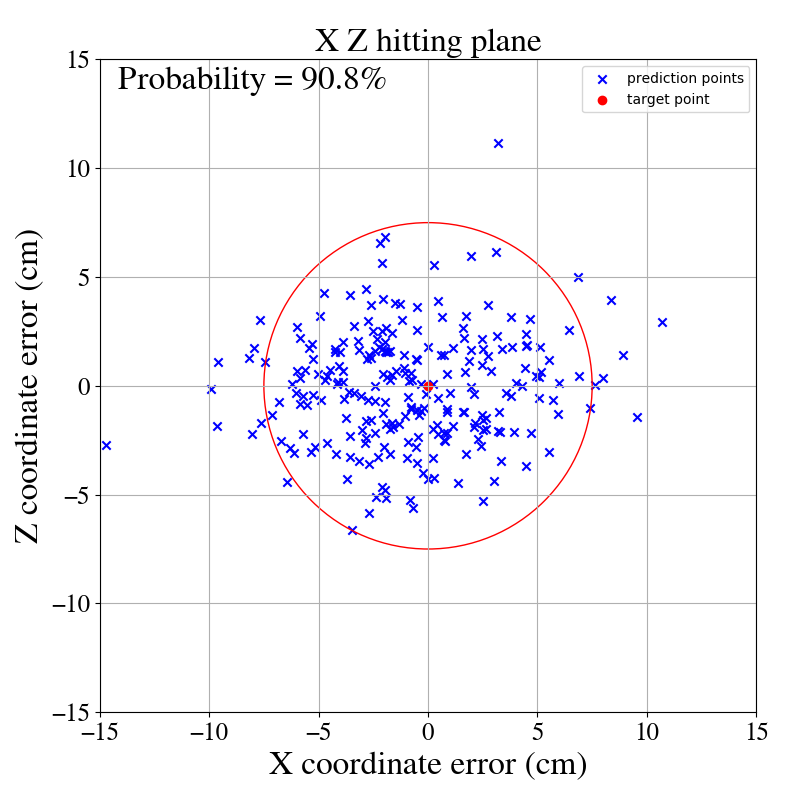 X Z hitting plane
Probability = 90.8%
prediction points
target point
Z coordinate error (cm)
15
10
5
0
−5
−10
−15
−15 −10 −5 0 5 10 15
X coordinate error (cm)